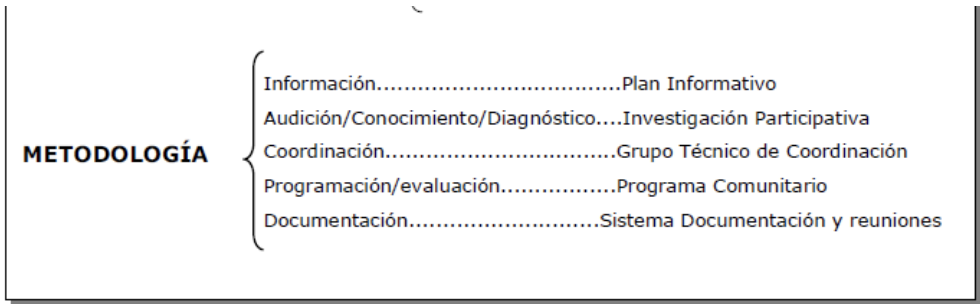 Información....................................Plan Informativo
Audición/Conocimiento/Diagnóstico....Investigación Participativa
METODOLOGÍA
Coordinación..................................Grupo Técnico de Coordinación
Programación/evaluación.................Programa Comunitario
Documentación............................Sistema Documentación y reuniones